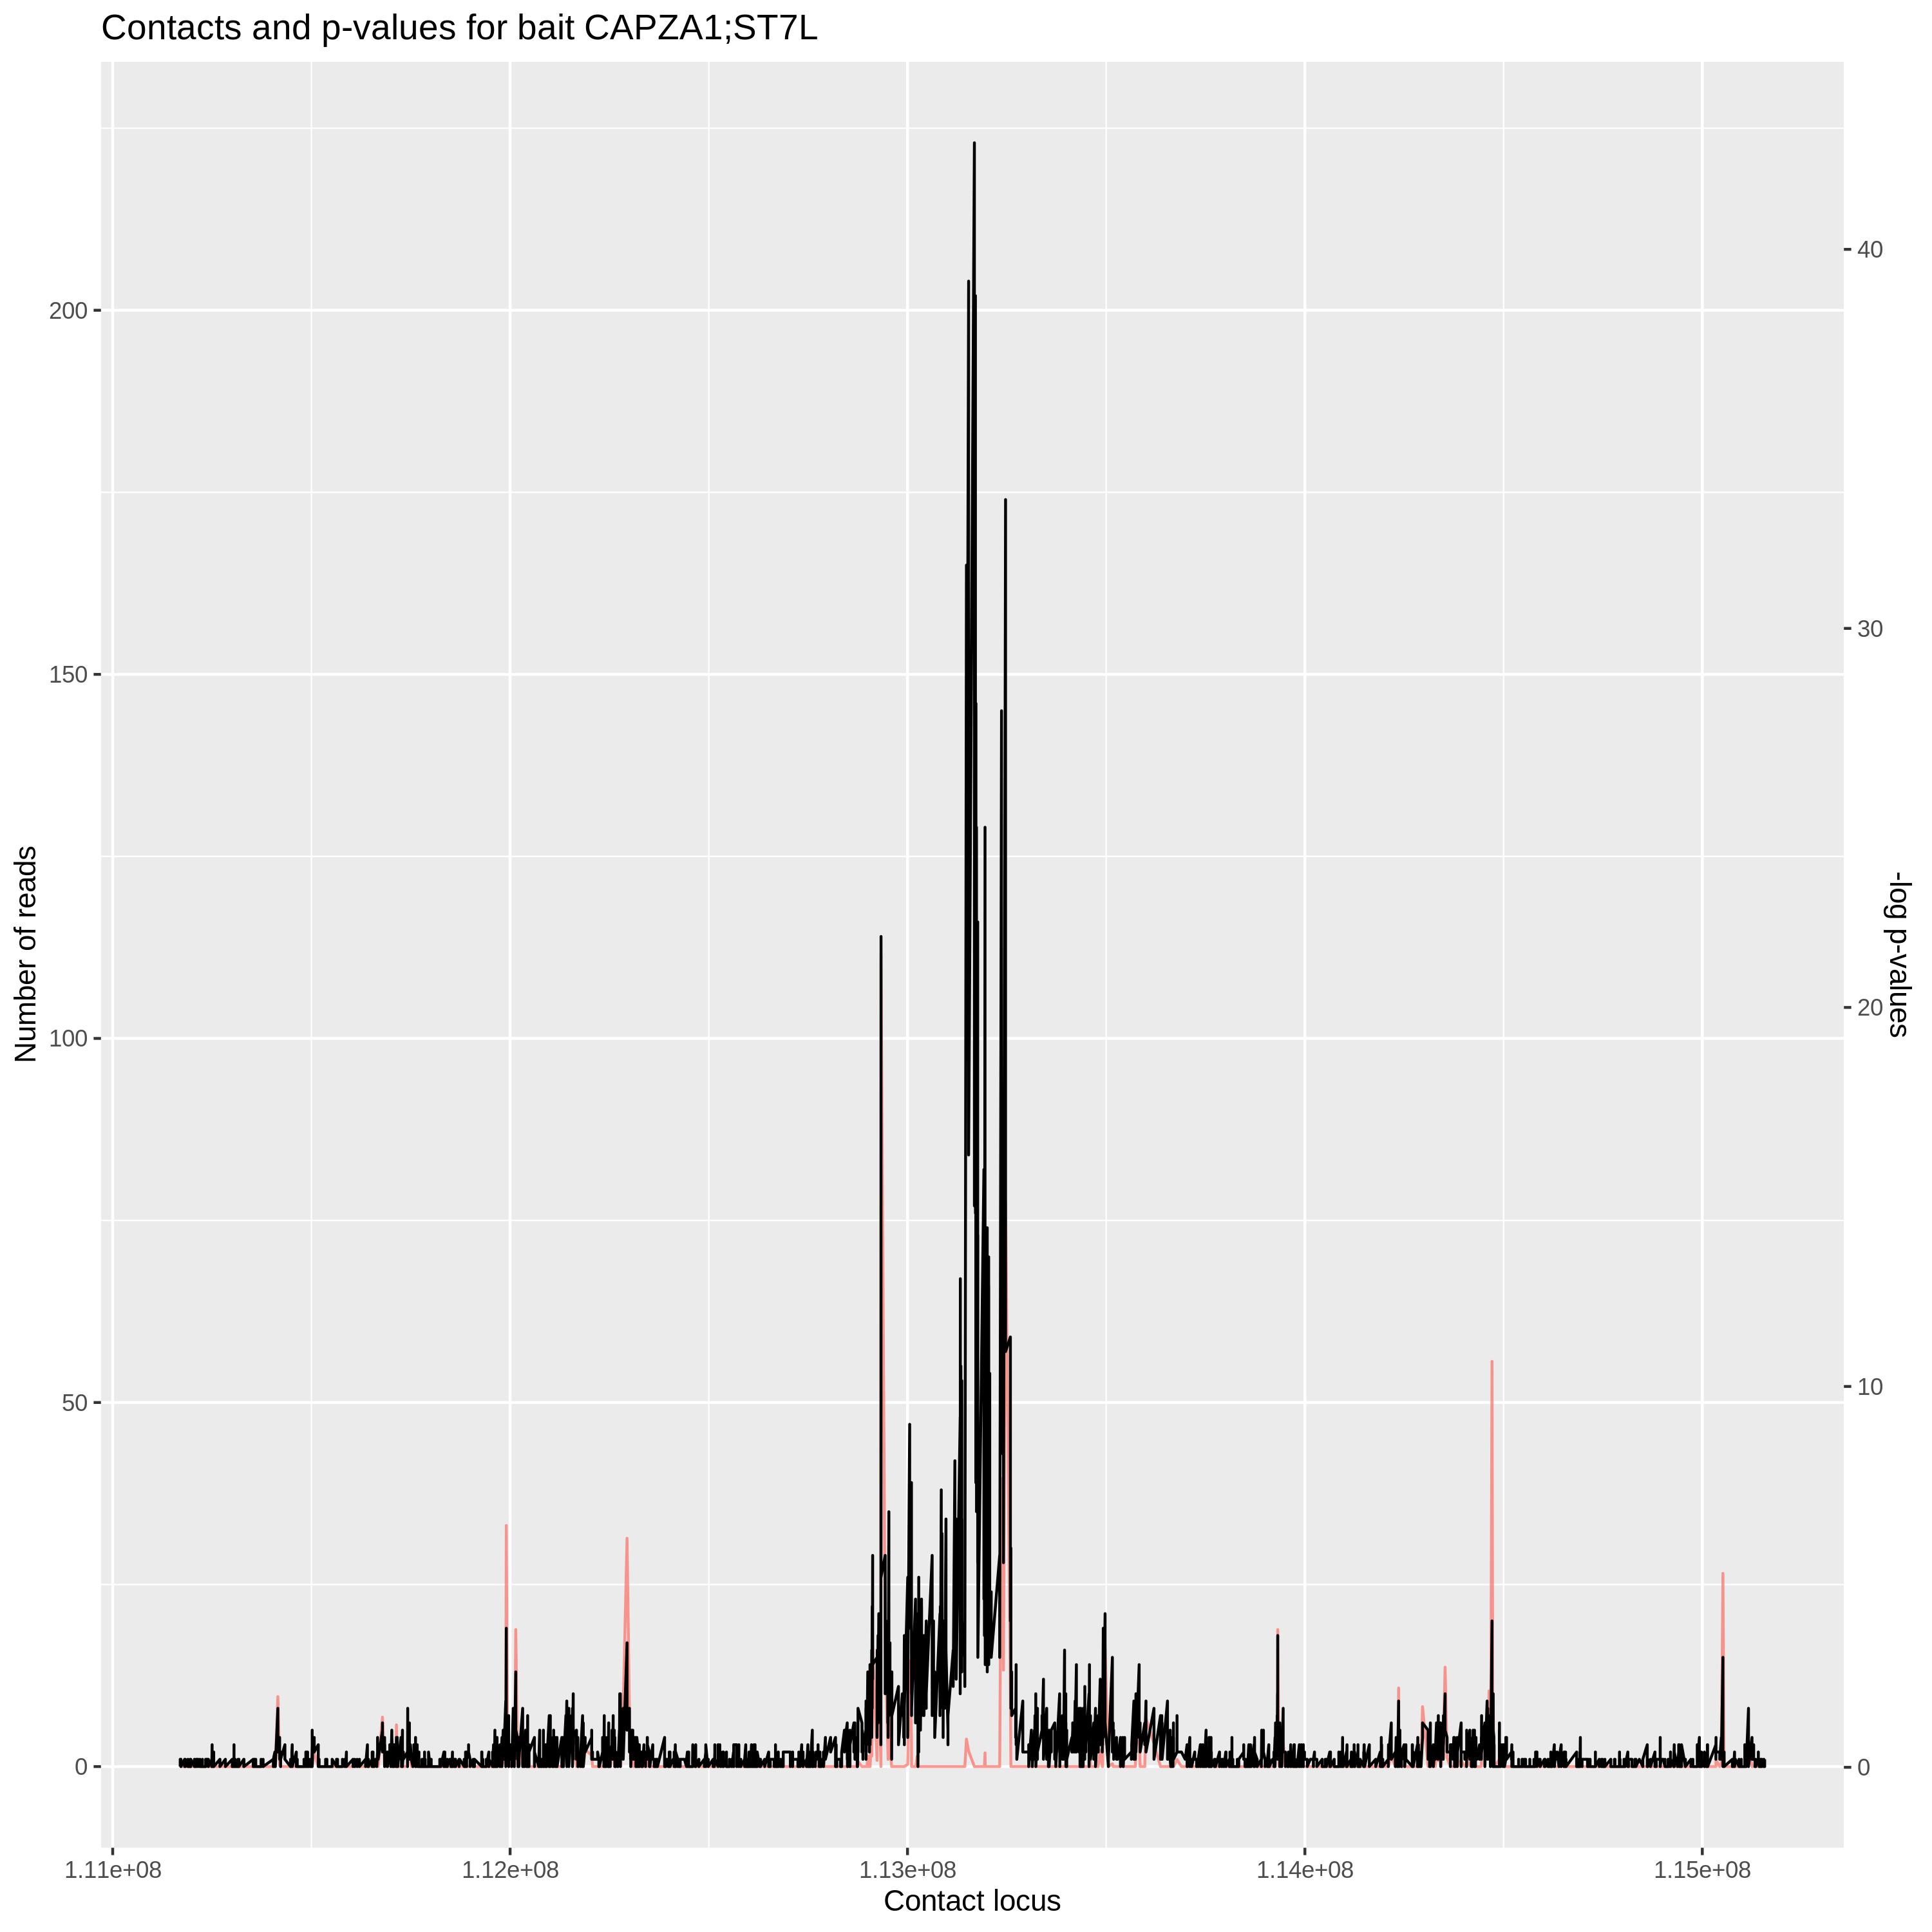 Contacts and p-values for bait CAPZA1;ST7L
Number of reads
200
150
100
50
0
40
30
20
10
0
-log p-values
1.11e+08
1.12e+08
1.13e+08
1.14e+08
1.15e+08
Contact locus